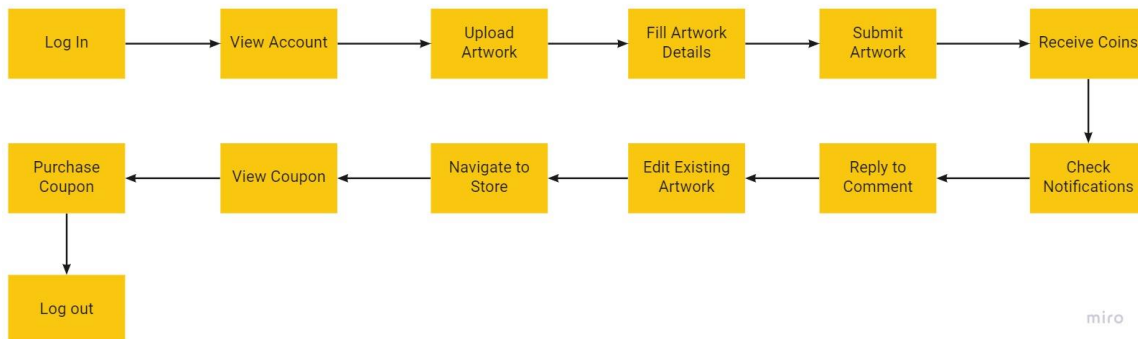 Log In
View Account
Upload
Artwork
Fill Artwork
Details
Submit
Artwork
Receive Coins
Check
Notifications
Reply to
Comment
Edit Existing
Artwork
Navigate to
Store
View Coupon
Purchase
Coupon
Log out
miro